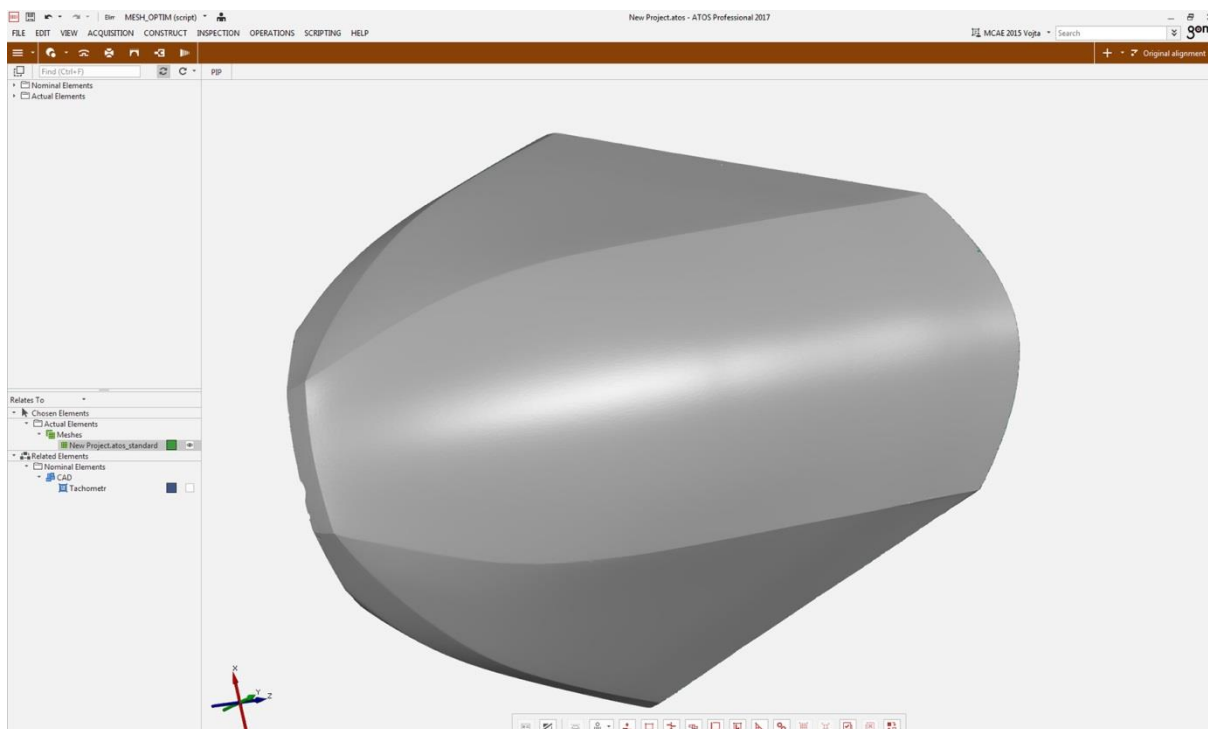 MESH_OPTIM (script)
New Project.atos - ATOS Professional 2017
FILE EDIT VIEW ACQUISITION CONSTRUCT INSPECTION OPERATIONS SCRIPTING HELP
MCAE 2015 Vojta
Search
gom
Original alignment
Find (Ctrl+F)
PIP
Nominal Elements
Actual Elements
Relates To
Chosen Elements
Actual Elements
Meshes
New Project.atos_standard
Related Elements
Nominal Elements
CAD
Tachometr
X
Y
Z